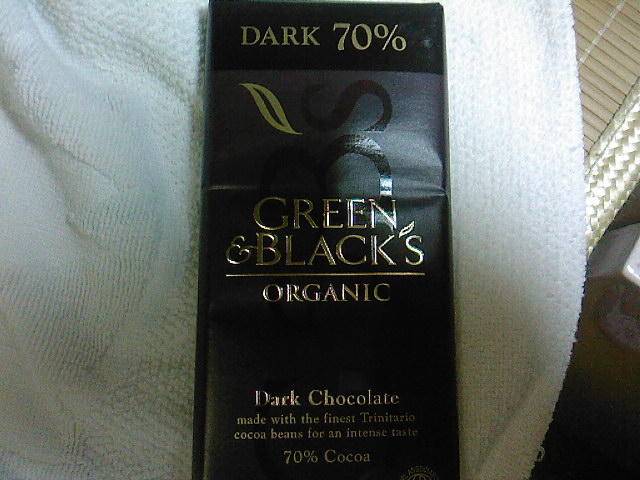 DARK 70%
GREEN
&BLACK'S
ORGANIC
Dark Chocolate
made with the finest Trinitario
cocoa beans for an intense taste
70% Cocoa